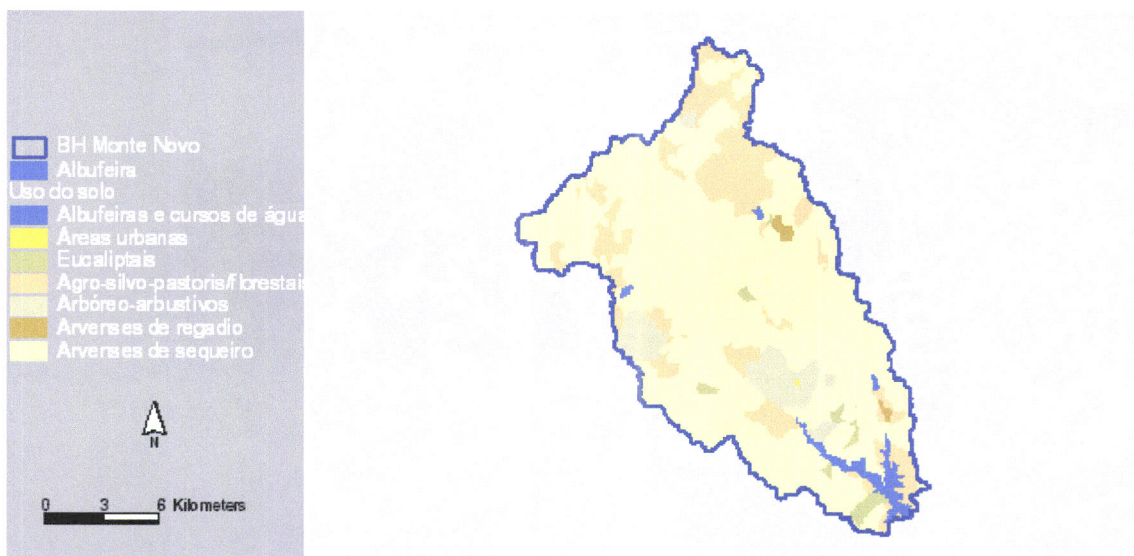 BH Monte Novo
Albufeira
Uso do solo
Albufeiras e cursos de água
Áreas urbanas
Eucaliptais
Agro-silvo-pastoris/florestais
Arbóreo-arbustivos
Arvenses de regadio
Arvenses de sequeiro
N
0 3 6 Kilometers